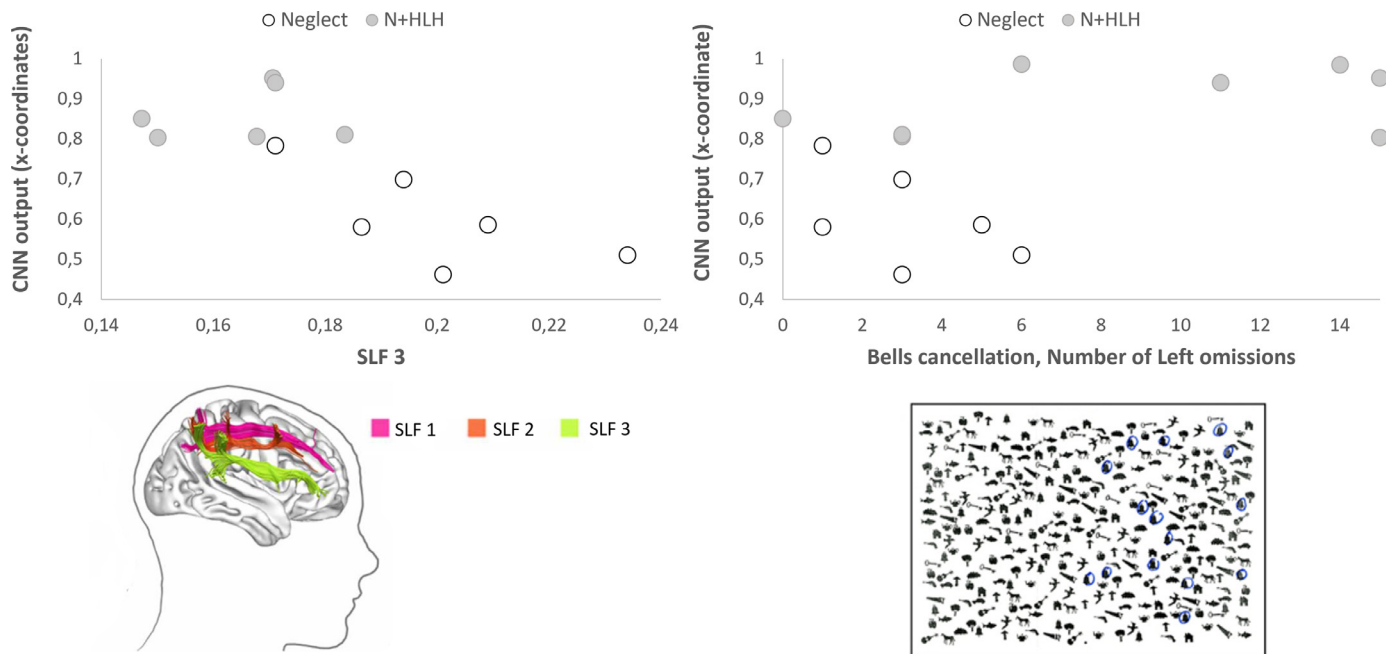 Neglect N+HLH
CNN output (x-coordinates)
1
0,9
0,8
0,7
0,6
0,5
0,4
0,14 0,16 0,18 0,2 0,22 0,24
SLF 3
Neglect N+HLH
CNN output (x-coordinate)
1
0,9
0,8
0,7
0,6
0,5
0,4
0 2 4 6 8 10 12 14
Bells cancellation, Number of Left omissions
SLF 1 SLF 2 SLF 3